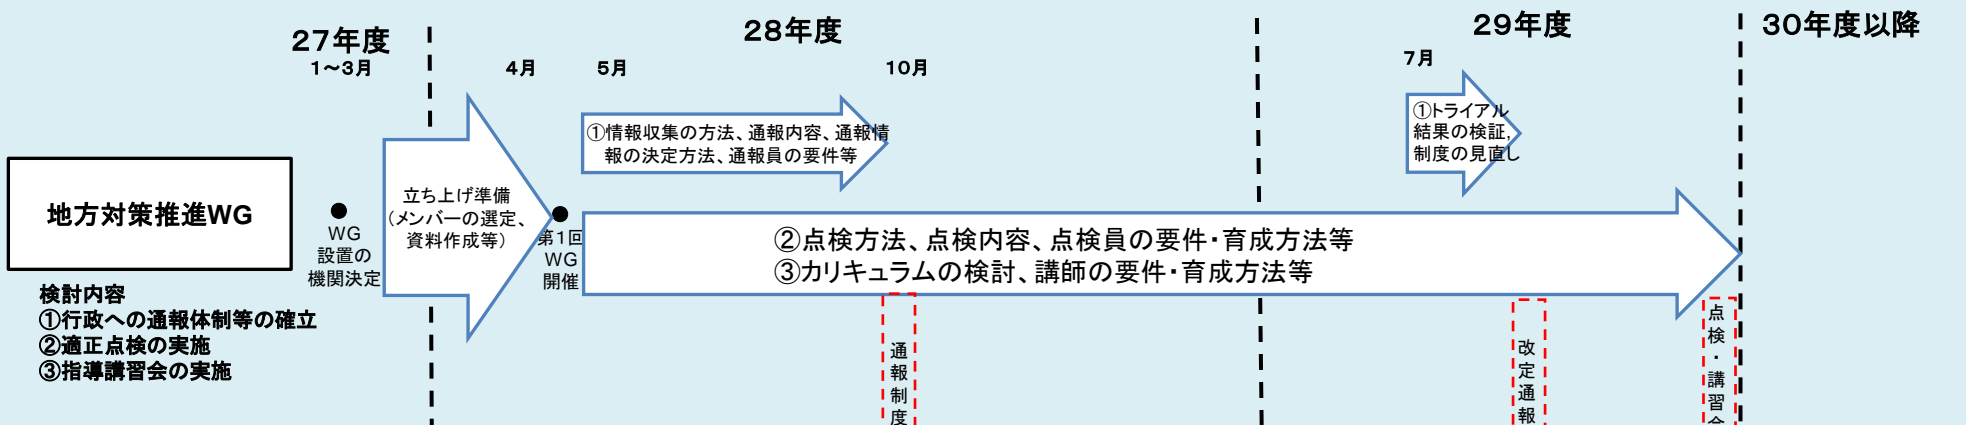 27年度
28年度
29年度
30年度以降
1～3月
4月
5月
10月
7月
①情報収集の方法、通報内容、通報情
報の決定方法、通報員の要件等
①トライアル
結果の検証,
制度の見直し
地方対策推進WG
WG
設置の
機関決定
立ち上げ準備
(メンバーの選定、
資料作成等)
第1回
WG
開催
②点検方法、点検内容、点検員の要件・育成方法等
③カリキュラムの検討、講師の要件・育成方法等
検討内容
①行政への通報体制等の確立
②適正点検の実施
③指導講習会の実施
通報制度
改定通報
点検・講習会